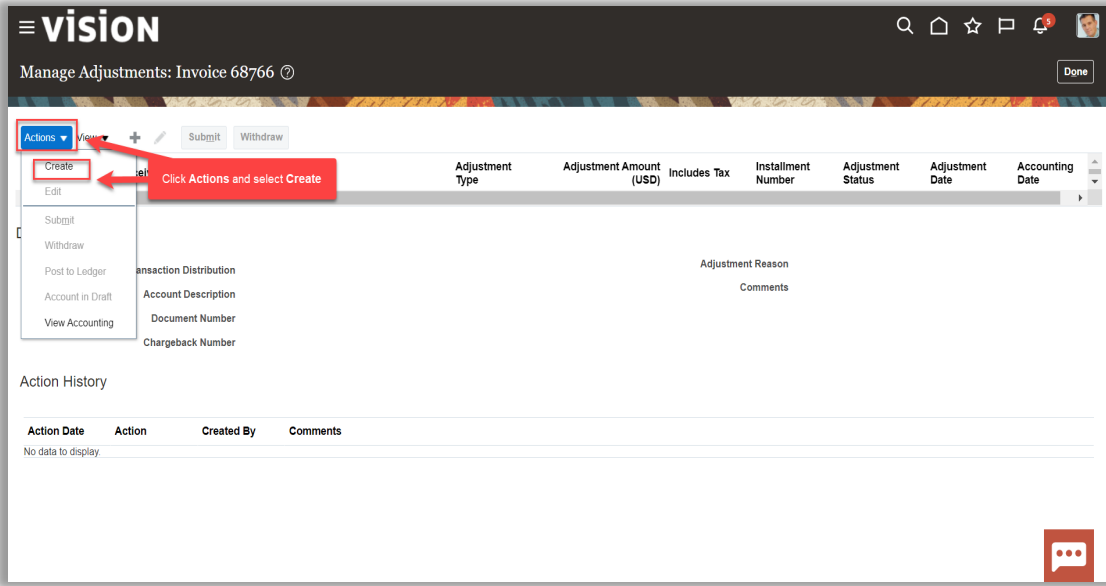 VISION
5
Manage Adjustments: Invoice 68766
Done
Actions
View
Submit
Withdraw
Create
Edit
Submit
Withdraw
Post to Ledger
Account in Draft
View Accounting
Click Actions and select Create
Adjustment Type
Adjustment Amount (USD)
Includes Tax
Installment Number
Adjustment Status
Adjustment Date
Accounting Date
Distribution
Account Description
Document Number
Chargeback Number
Adjustment Reason
Comments
Action History
Action Date
Action
Created By
Comments
No data to display.